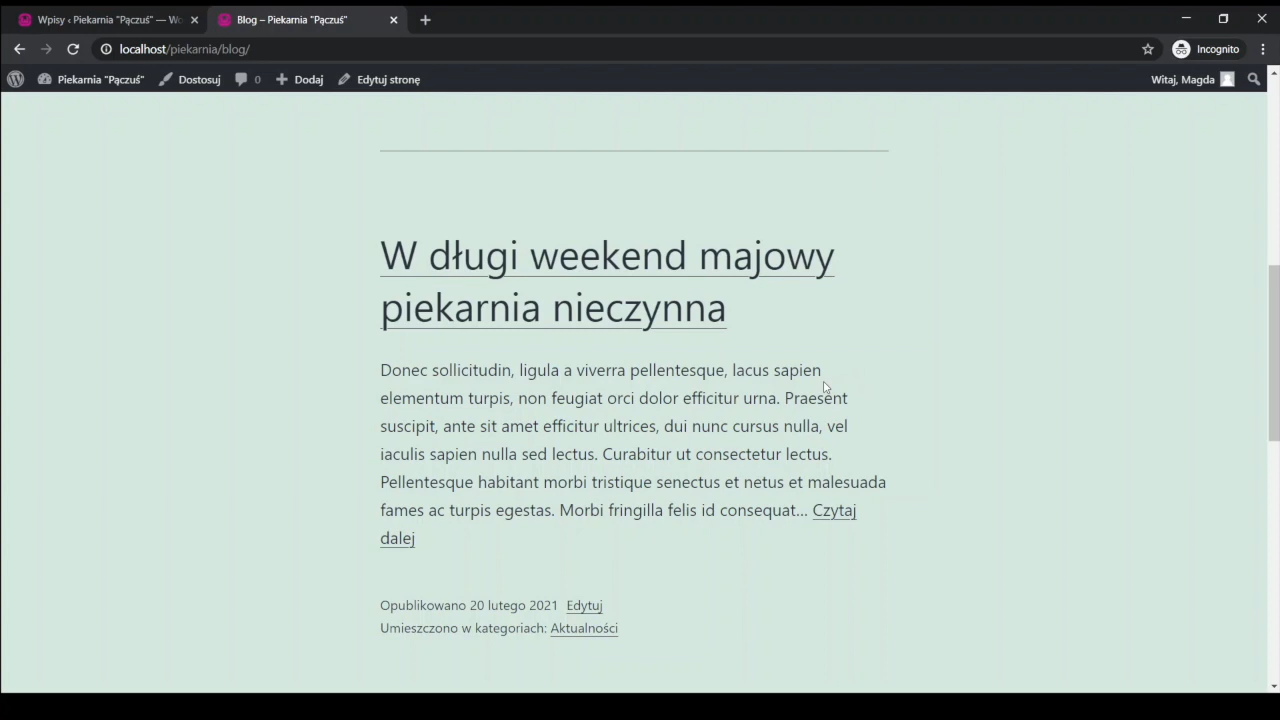 Wpisy ‹ Piekarnia "Pączuś" — Wo
Blog – Piekarnia "Pączuś"
localhost/piekarnia/blog/
Incognito
Piekarnia "Pączuś"
Dostosuj
0
Dodaj
Edytuj stronę
Witaj, Magda
W długi weekend majowy
piekarnia nieczynna
Donec sollicitudin, ligula a viverra pellentesque, lacus sapien
elementum turpis, non feugiat orci dolor efficitur urna. Praesent
suscipit, ante sit amet efficitur ultrices, dui nunc cursus nulla, vel
iaculis sapien nulla sed lectus. Curabitur ut consectetur lectus.
Pellentesque habitant morbi tristique senectus et netus et malesuada
fames ac turpis egestas. Morbi fringilla felis id consequat... Czytaj
dalej
Opublikowano 20 lutego 2021 Edytuj
Umieszczono w kategoriach: Aktualności